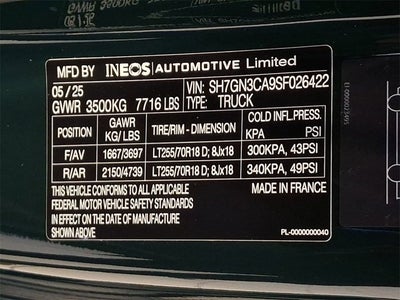 MFD BY INEOS AUTOMOTIVE Limited
05 / 25 VIN: SH7GN3CA9SF026422
GVWR 3500KG 7716 LBS TYPE: TRUCK
POSITION GAWR KG/ LBS TIRE/RIM - DIMENSION COLD INFL.PRESS. KPA PSI
F/AV 1667/3697 LT255/70R18 D; 8Jx18 300KPA, 43PSI
R/AR 2150/4739 LT255/70R18 D; 8Jx18 340KPA, 49PSI
THIS VEHICLE CONFORMS TO ALL APPLICABLE MADE IN FRANCE
FEDERAL MOTOR VEHICLE SAFETY STANDARDS
IN EFFECT ON THE DATE OF MANUFACTURE
SHOWN ABOVE PL-0000000040